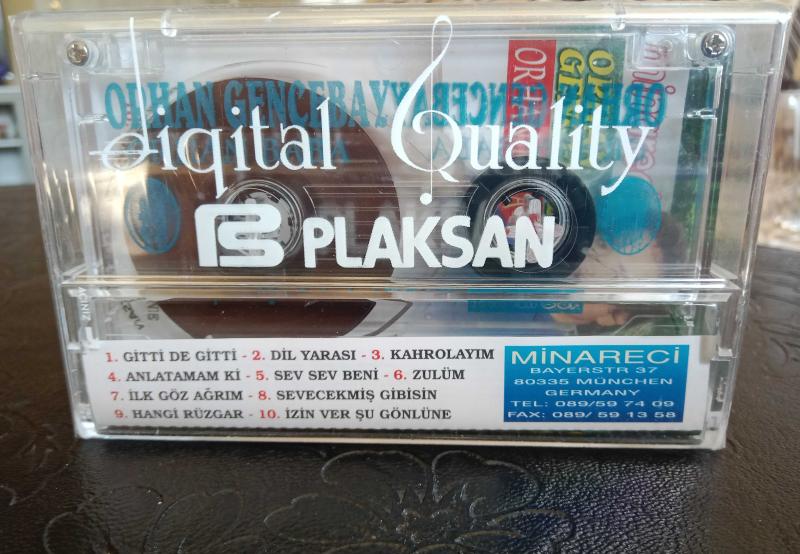 ORHAN GENCEBAY
digital Quality
PLAKSAN
1. GİTTİ DE GİTTİ - 2. DİL YARASI - 3. KAHROLAYIM
4. ANLATAMAM Kİ - 5. SEV SEV BENİ - 6. ZULÜM
7. İLK GÖZ AĞRIM - 8. SEVECEKMİŞ GİBİSİN
9. HANGİ RÜZGAR - 10. İZİN VER ŞU GÖNLÜNE
MİNARECİ
BAYERSTR 37
80335 MÜNCHEN
GERMANY
TEL: 089/59 74 09
FAX: 089/ 59 13 58